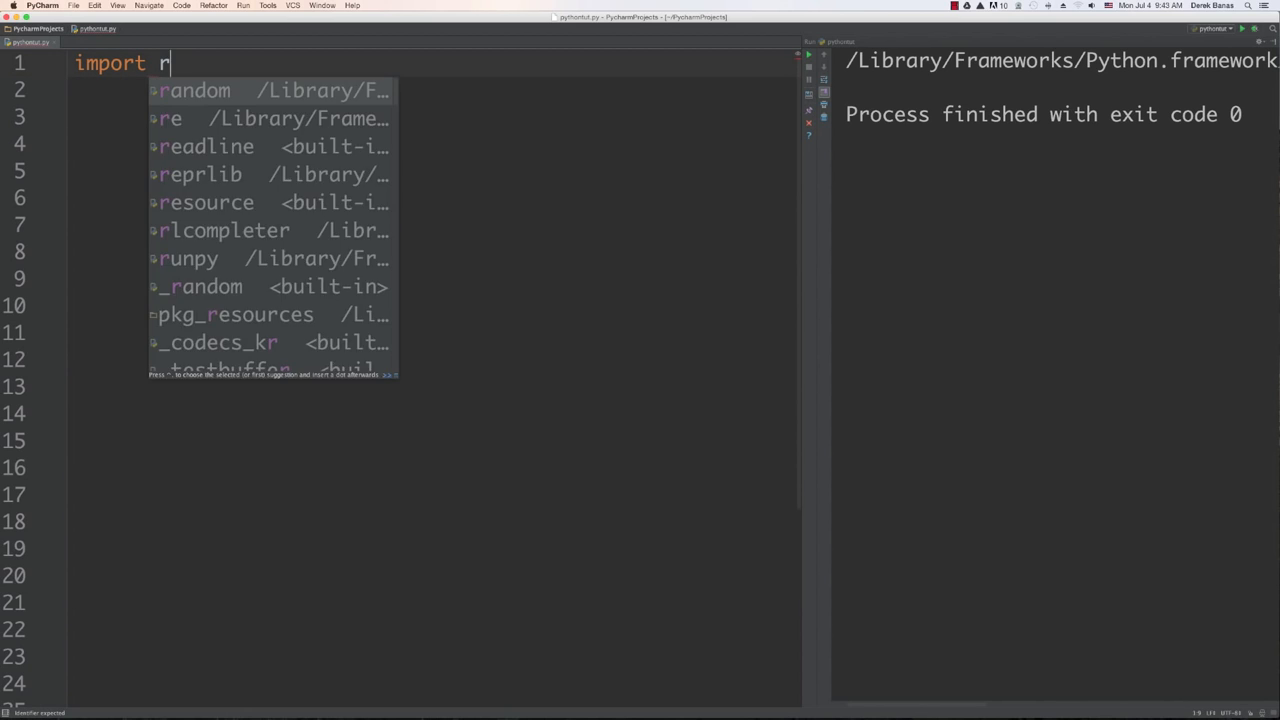 PyCharm File Edit View Navigate Code Refactor Run Tools VCS Window Help
10 Mon Jul 4 9:43 AM Derek Banas
pythontut.py - PycharmProjects - [~/PycharmProjects]
PycharmProjects pythontut.py pythontut
pythontut.py
Run: pythontut
1 import r
2
3
4
5
6
7
8
9
10
11
12
13
14
15
16
17
18
19
20
21
22
23
24
25
random /Library/F...
re /Library/Frame...
readline <built-i...
reprlib /Library/...
resource <built-i...
rlcompleter /Libr...
runpy /Library/Fr...
_random <built-in>
pkg_resources /Li...
_codecs_kr <built...
_testbuffer <buil...
Press ^. to choose the selected (or first) suggestion and insert a dot afterwards >>
/Library/Frameworks/Python.framework
Process finished with exit code 0
Identifier expected
1:9 LF‡ UTF-8‡